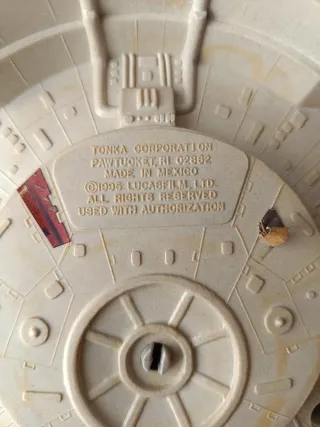 TONKA CORPORATION
PAWTUCKET, RI 02862
MADE IN MEXICO
©1995 LUCASFILM, LTD.
ALL RIGHTS RESERVED
USED WITH AUTHORIZATION